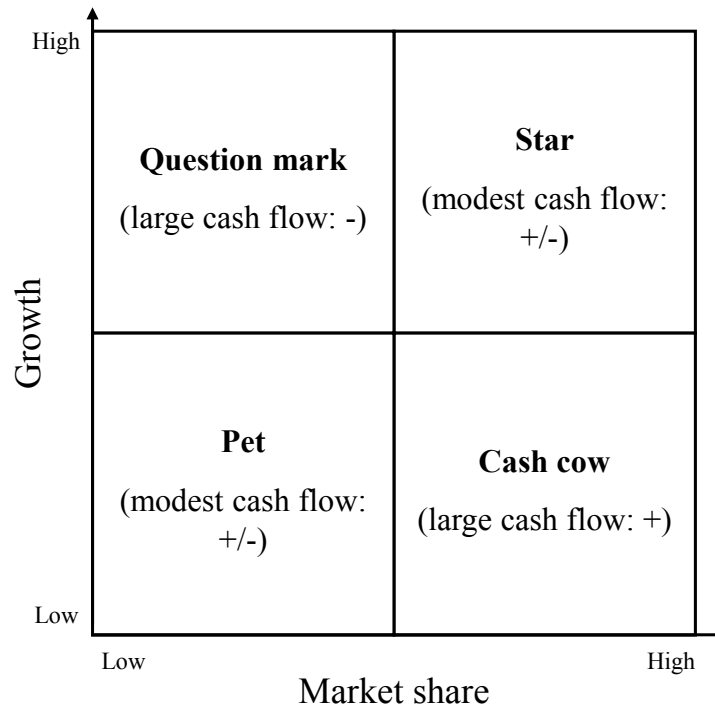 High
Question mark
(large cash flow: -)
Star
(modest cash flow:
+/-)
Growth
Pet
(modest cash flow:
+/-)
Cash cow
(large cash flow: +)
Low
Low
High
Market share